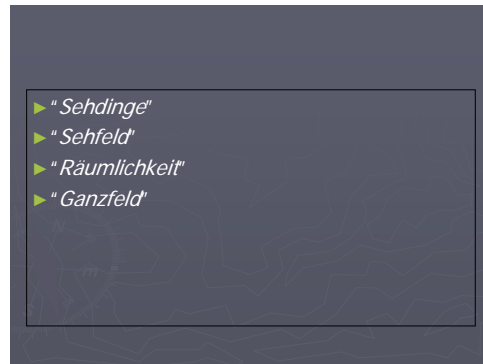 ► "Sehdinge"
► "Sehfeld"
► "Räumlichkeit"
► "Ganzfeld"
N
m
S